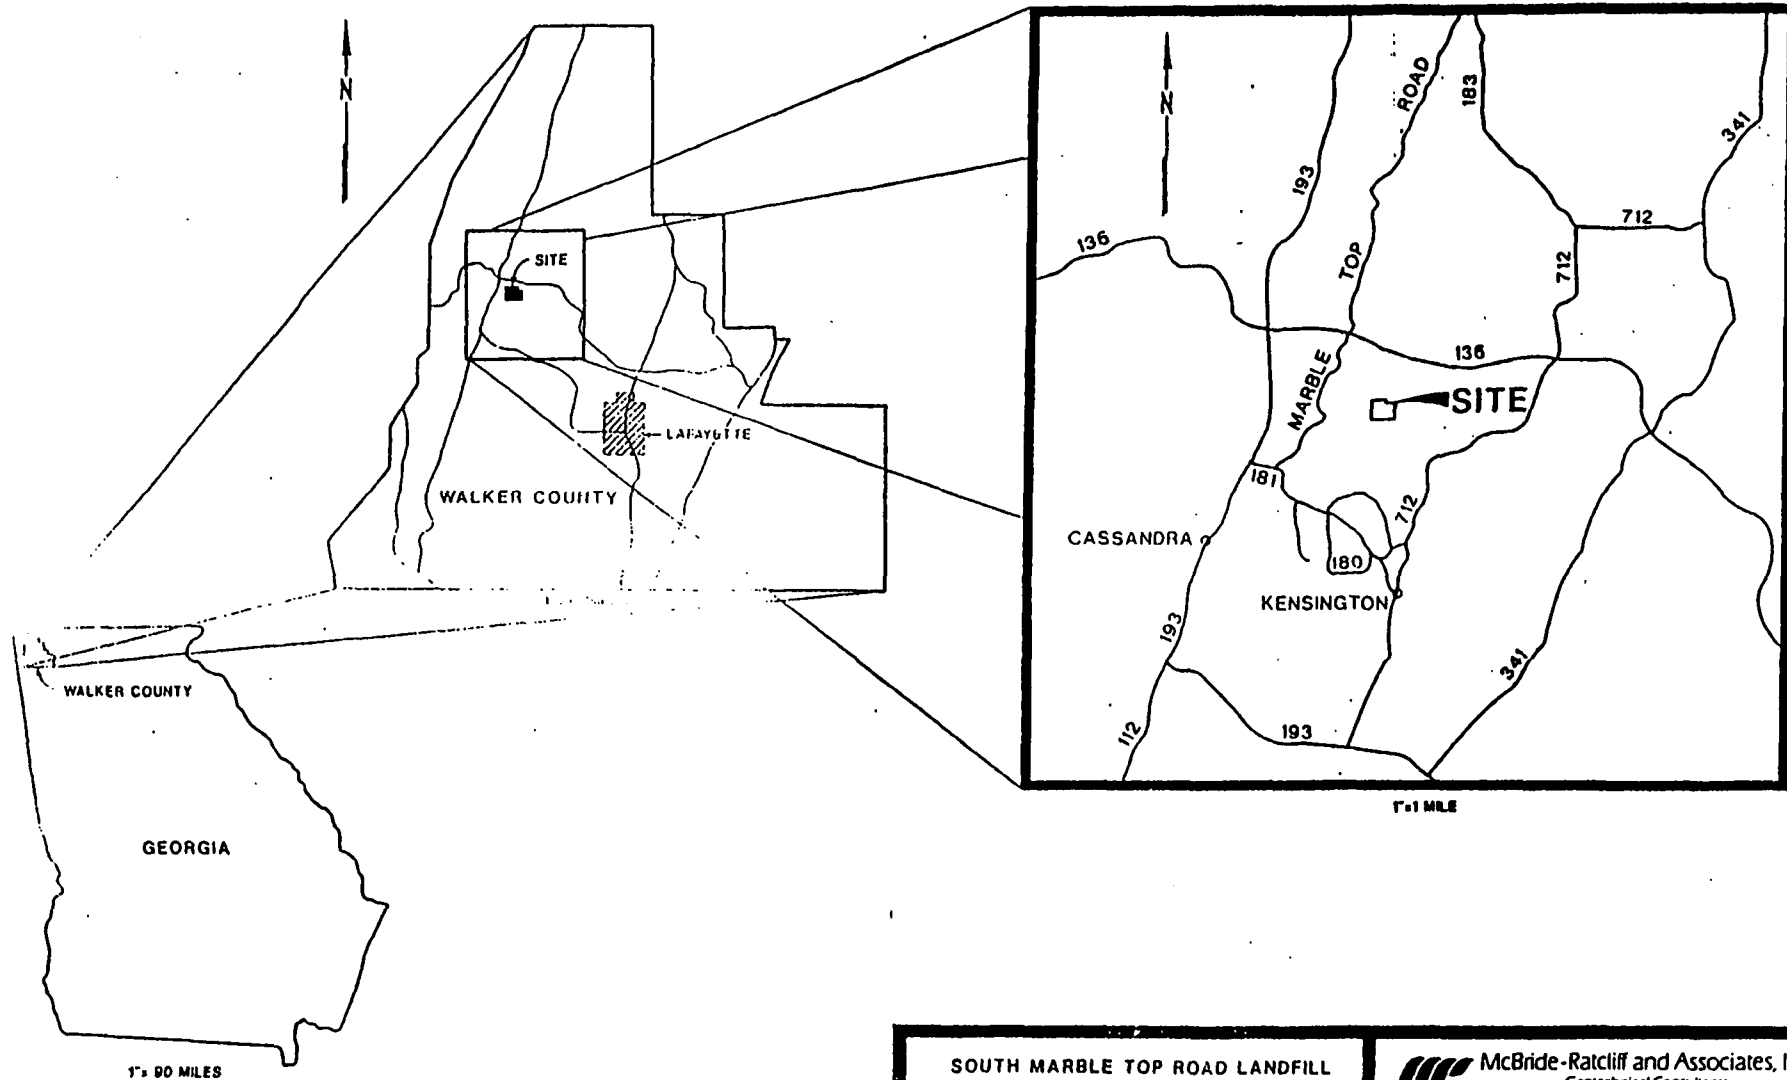 N
SITE
LAFAYETTE
WALKER COUNTY
WALKER COUNTY
GEORGIA
1"= 90 MILES
N
193
MARBLE TOP ROAD
183
341
136
712
712
136
SITE
181
712
CASSANDRA
180
KENSINGTON
193
341
112
193
1"=1 MILE
SOUTH MARBLE TOP ROAD LANDFILL
McBride-Ratcliff and Associates,